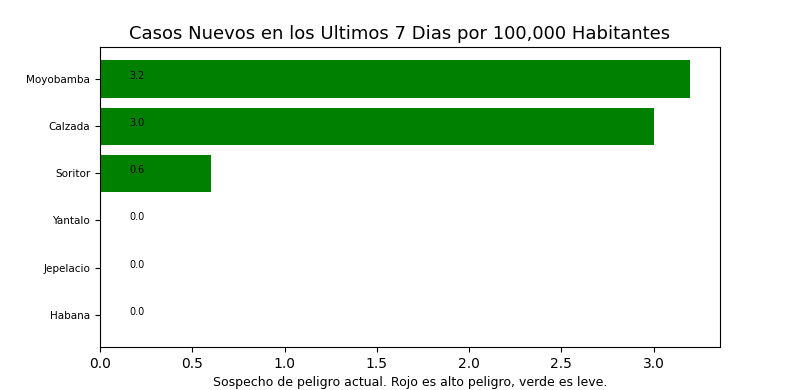 Casos Nuevos en los Ultimos 7 Dias por 100,000 Habitantes
Moyobamba 3.2
Calzada 3.0
Soritor 0.6
Yantalo 0.0
Jepelacio 0.0
Habana 0.0
0.0 0.5 1.0 1.5 2.0 2.5 3.0
Sospecho de peligro actual. Rojo es alto peligro, verde es leve.